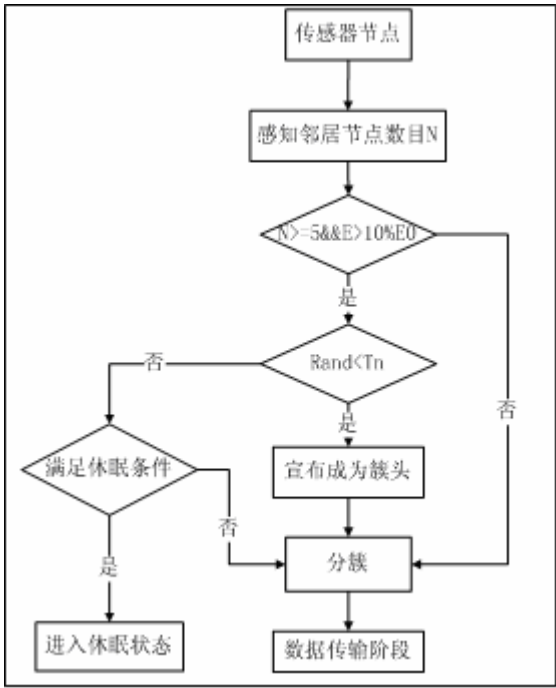 传感器节点
感知邻居节点数目N
N>=5&&E>10%E0
是
Rand<Tn
否
是
否
满足休眠条件
宣布成为簇头
否
分簇
是
进入休眠状态
数据传输阶段